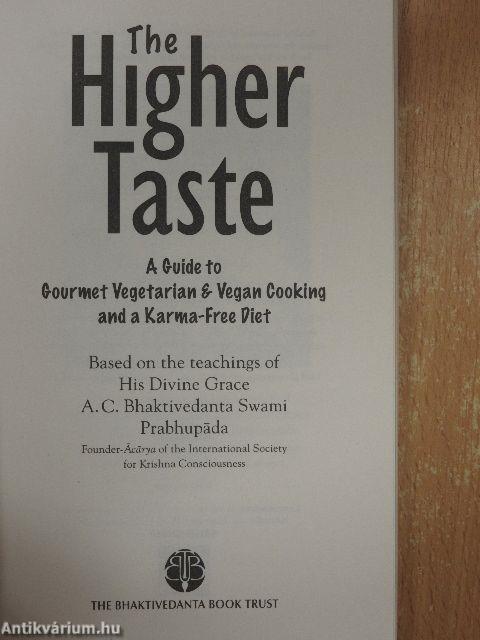 The
Higher
Taste
A Guide to
Gourmet Vegetarian & Vegan Cooking
and a Karma-Free Diet
Based on the teachings of
His Divine Grace
A. C. Bhaktivedanta Swami
Prabhupāda
Founder-Ācārya of the International Society
for Krishna Consciousness
BBT
THE BHAKTIVEDANTA BOOK TRUST
Antikvárium.hu